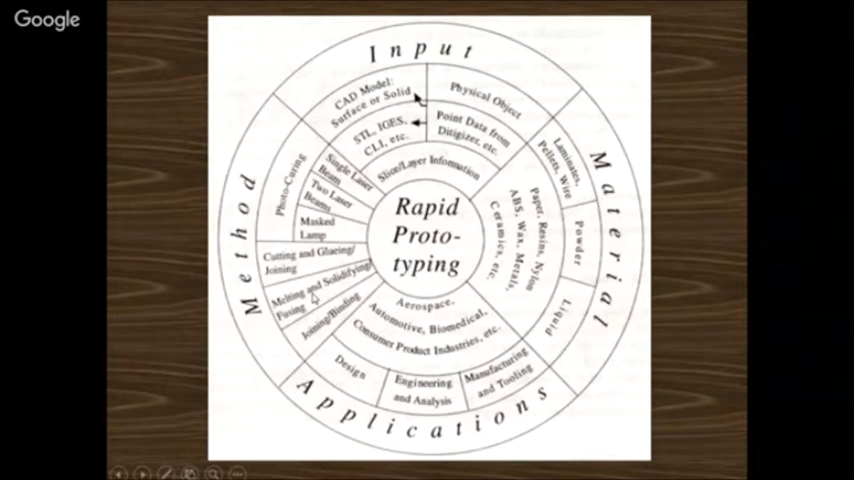 Google
Input
CAD Model:
Surface or Solid
Physical Object
STL, IGES,
CLI, etc.
Point Data from
Ditigizer, etc.
Slice/Layer Information
Method
Photo-Curing
Single Laser
Beam
Two Laser
Beams
Masked
Lamp
Cutting and Glueing/
Joining
Melting and Solidifying/
Fusing
Joining/Binding
Rapid
Proto-
typing
Material
Laminates,
Pellets, Wire
Powder
Liquid
Paper, Resins, Nylon
ABS, Wax, Metals,
Ceramics, etc.
Aerospace,
Automotive, Biomedical,
Consumer Product Industries, etc.
Design
Engineering
and Analysis
Manufacturing
and Tooling
Applications